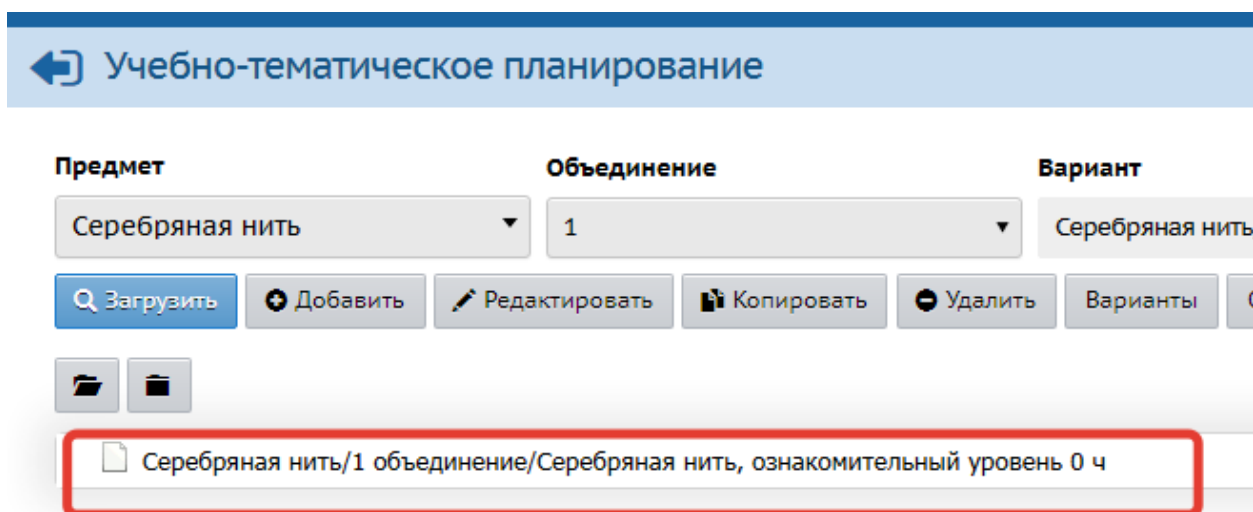 Учебно-тематическое планирование
Предмет Объединение Вариант
Серебряная нить 1 Серебряная нить
Загрузить Добавить Редактировать Копировать Удалить Варианты
Серебряная нить/1 объединение/Серебряная нить, ознакомительный уровень 0 ч